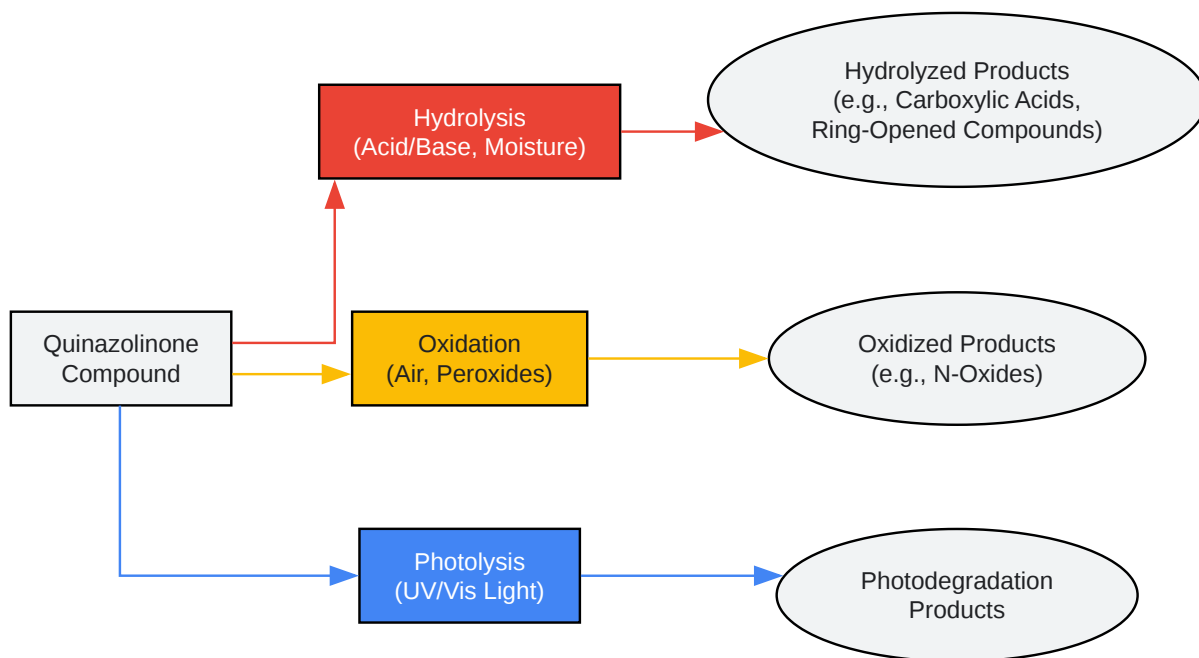 Hydrolysis
(Acid/Base, Moisture)
Hydrolyzed Products
(e.g., Carboxylic Acids,
Ring-Opened Compounds)
Quinazolinone
Compound
Oxidation
(Air, Peroxides)
Oxidized Products
(e.g., N-Oxides)
Photolysis
(UV/Vis Light)
Photodegradation
Products